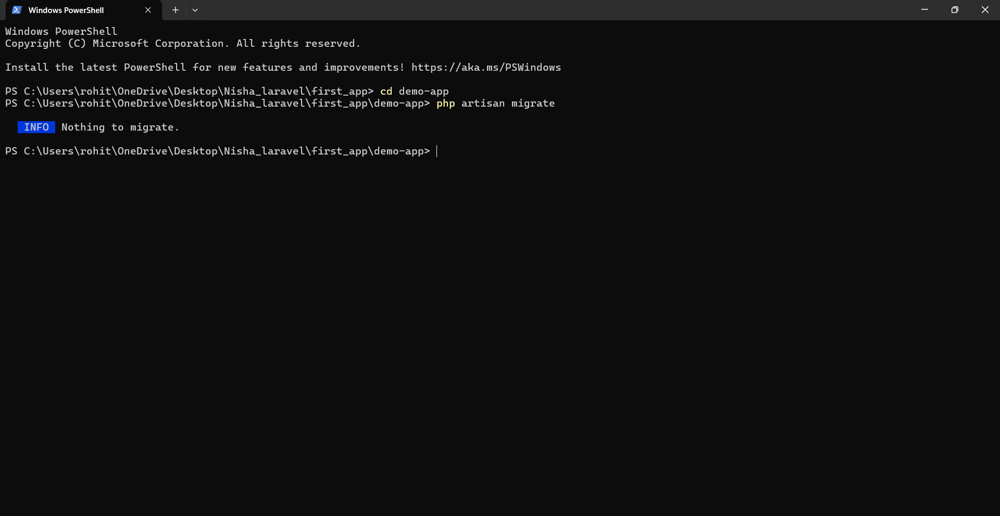 Windows PowerShell
Windows PowerShell
Copyright (C) Microsoft Corporation. All rights reserved.
Install the latest PowerShell for new features and improvements! https://aka.ms/PSWindows
PS C:\Users\rohit\OneDrive\Desktop\Nisha_laravel\first_app> cd demo-app
PS C:\Users\rohit\OneDrive\Desktop\Nisha_laravel\first_app\demo-app> php artisan migrate
INFO Nothing to migrate.
PS C:\Users\rohit\OneDrive\Desktop\Nisha_laravel\first_app\demo-app>